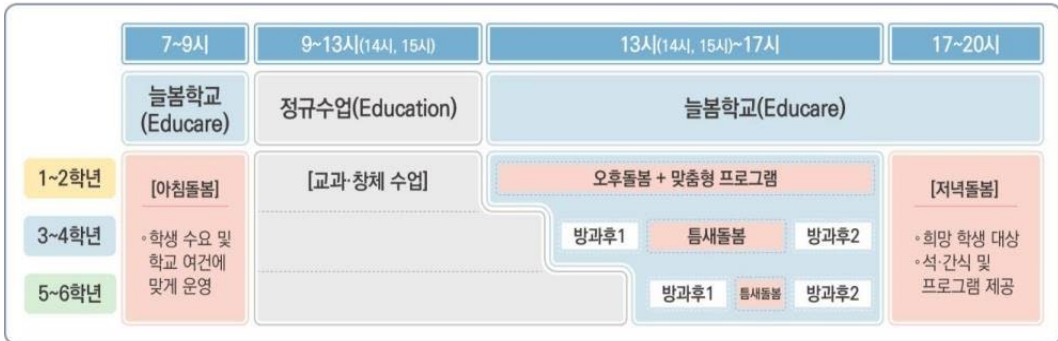 7~9시 9~13시(14시, 15시) 13시(14시, 15시)~17시 17~20시
늘봄학교
(Educare)
정규수업(Education)
늘봄학교(Educare)
1~2학년
3~4학년
5~6학년
[아침돌봄]
◦학생 수요 및
학교 여건에
맞게 운영
[교과·창체 수업]
오후돌봄 + 맞춤형 프로그램
방과후1 틈새돌봄 방과후2
방과후1 틈새돌봄 방과후2
[저녁돌봄]
◦희망 학생 대상
◦석·간식 및
프로그램 제공